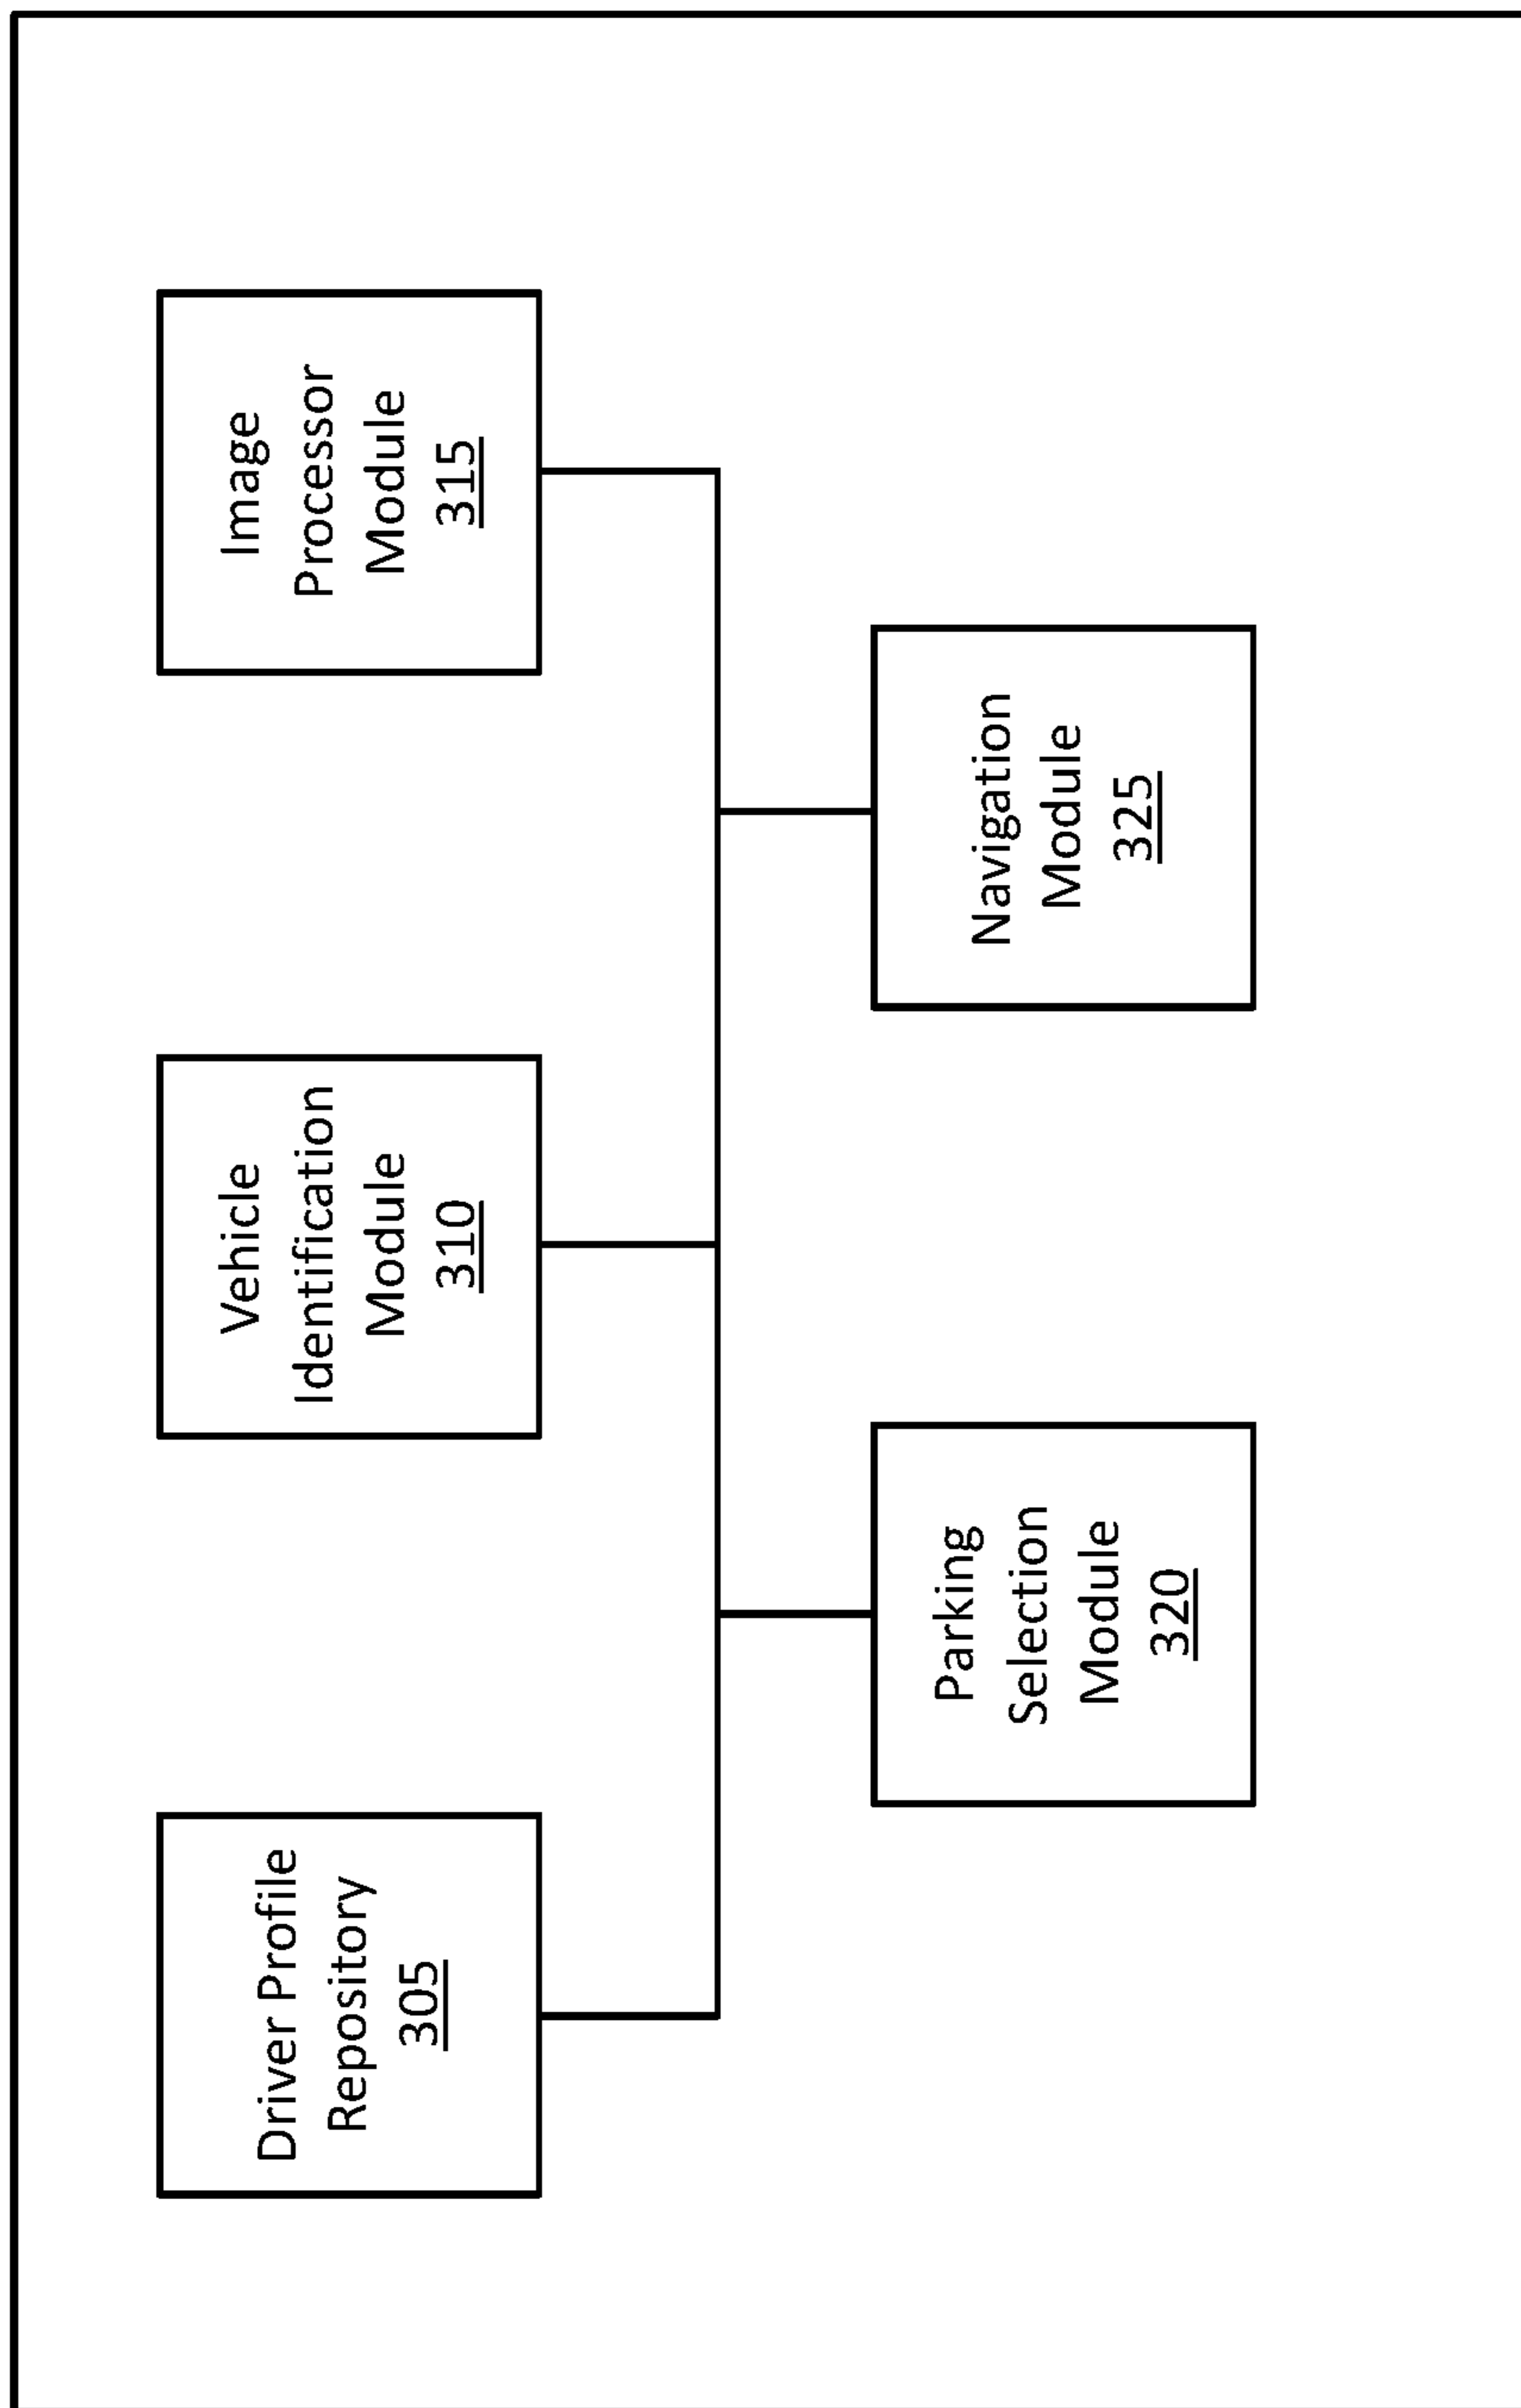 Driver Profile
Repository
305
Vehicle
Identification
Module
310
Image
Processor
Module
315
Parking
Selection
Module
320
Navigation
Module
325